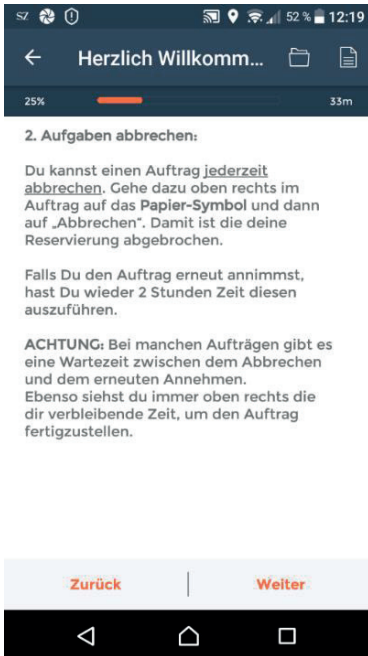 SZ 52 % 12:19
Herzlich Willkomm...
25% 33m
2. Aufgaben abbrechen:
Du kannst einen Auftrag jederzeit
abbrechen. Gehe dazu oben rechts im
Auftrag auf das Papier-Symbol und dann
auf „Abbrechen“. Damit ist die deine
Reservierung abgebrochen.
Falls Du den Auftrag erneut annimmst,
hast Du wieder 2 Stunden Zeit diesen
auszuführen.
ACHTUNG: Bei manchen Aufträgen gibt es
eine Wartezeit zwischen dem Abbrechen
und dem erneuten Annehmen.
Ebenso siehst du immer oben rechts die
dir verbleibende Zeit, um den Auftrag
fertigzustellen.
Zurück Weiter